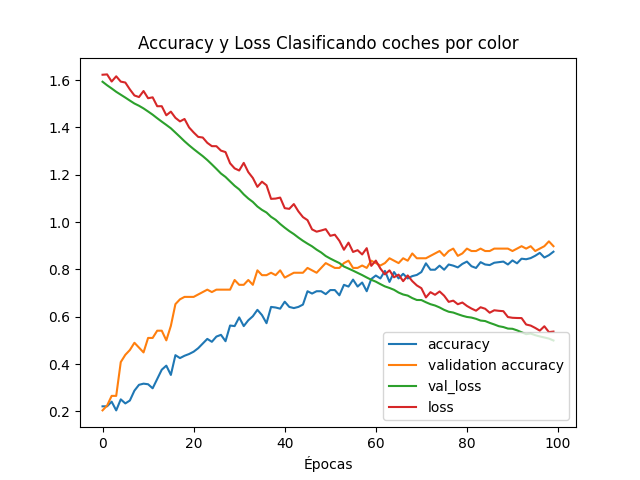 Accuracy y Loss Clasificando coches por color
1.6
1.4
1.2
1.0
0.8
0.6
0.4
0.2
accuracy
validation accuracy
val_loss
loss
0 20 40 60 80 100
Épocas